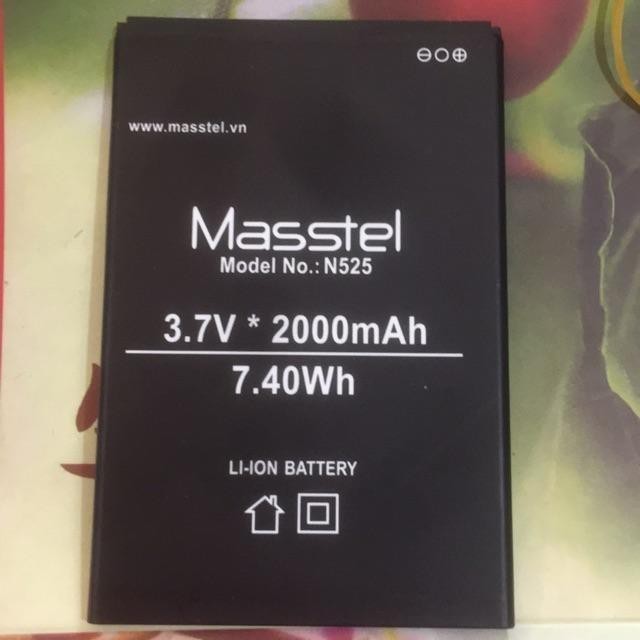 ⊖○⊕
www.masstel.vn
Masstel
Model No.: N525
3.7V * 2000mAh
7.40Wh
LI-ION BATTERY